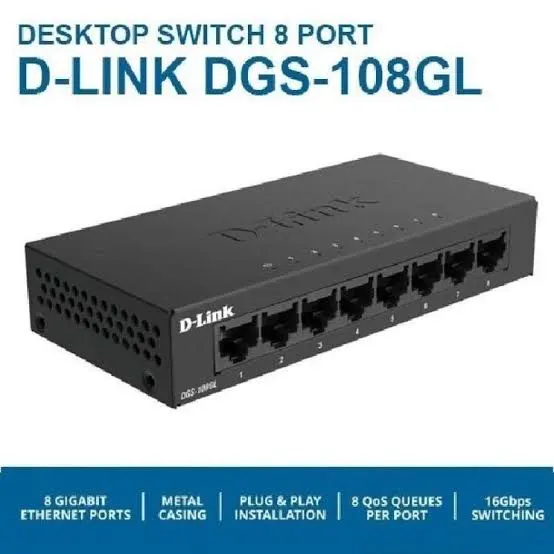 DESKTOP SWITCH 8 PORT
D-LINK DGS-108GL
D-Link
D-Link
1 2 3 4 5 6 7 8
DGS-108GL
8 GIGABIT
ETHERNET PORTS
METAL
CASING
PLUG & PLAY
INSTALLATION
8 QoS QUEUES
PER PORT
16Gbps
SWITCHING